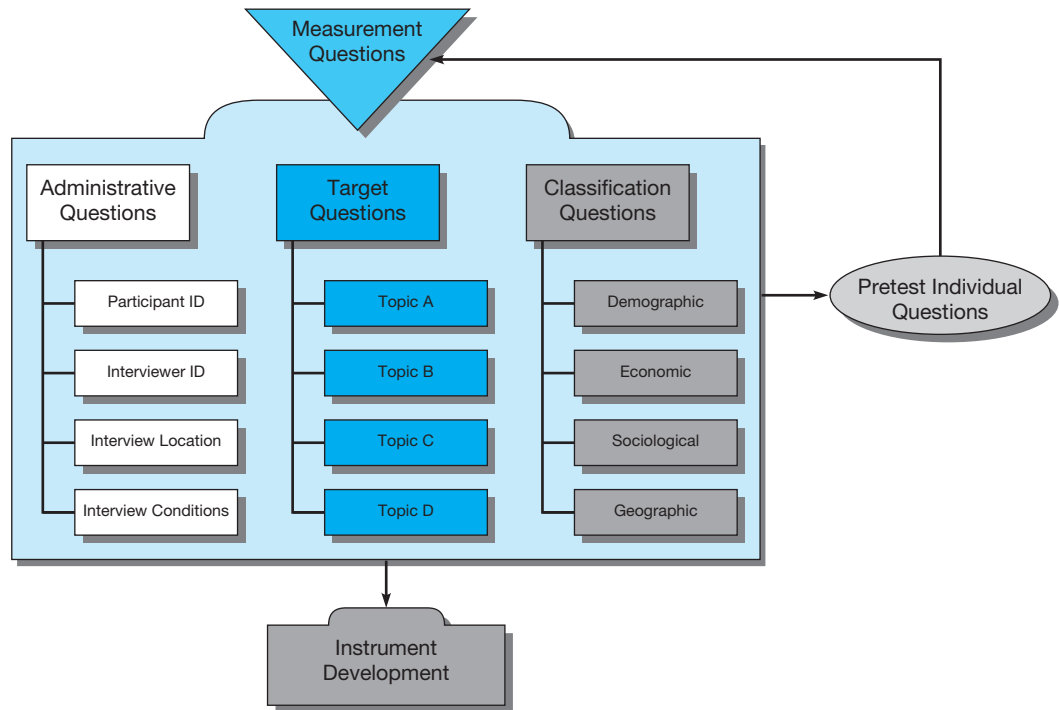 Measurement
Questions
Administrative
Questions
Participant ID
Interviewer ID
Interview Location
Interview Conditions
Target
Questions
Topic A
Topic B
Topic C
Topic D
Classification
Questions
Demographic
Economic
Sociological
Geographic
Pretest Individual
Questions
Instrument
Development